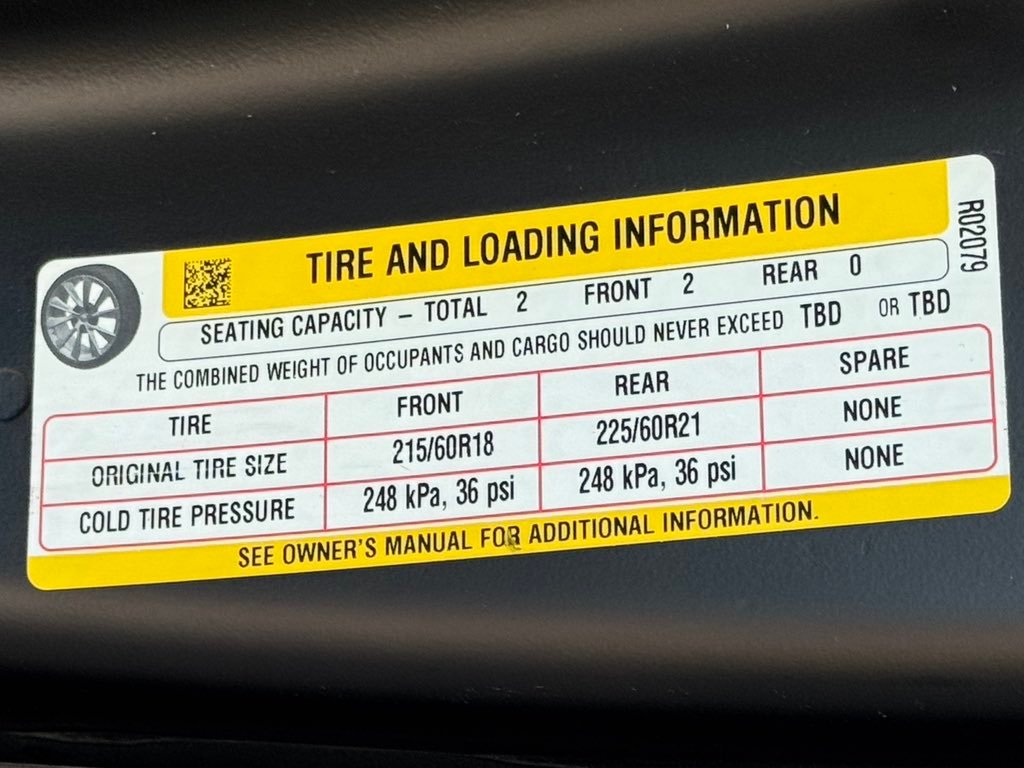 TIRE AND LOADING INFORMATION
R02079
SEATING CAPACITY – TOTAL 2 FRONT 2 REAR 0
THE COMBINED WEIGHT OF OCCUPANTS AND CARGO SHOULD NEVER EXCEED TBD OR TBD
TIRE FRONT REAR SPARE
ORIGINAL TIRE SIZE 215/60R18 225/60R21 NONE
COLD TIRE PRESSURE 248 kPa, 36 psi 248 kPa, 36 psi NONE
SEE OWNER'S MANUAL FOR ADDITIONAL INFORMATION.